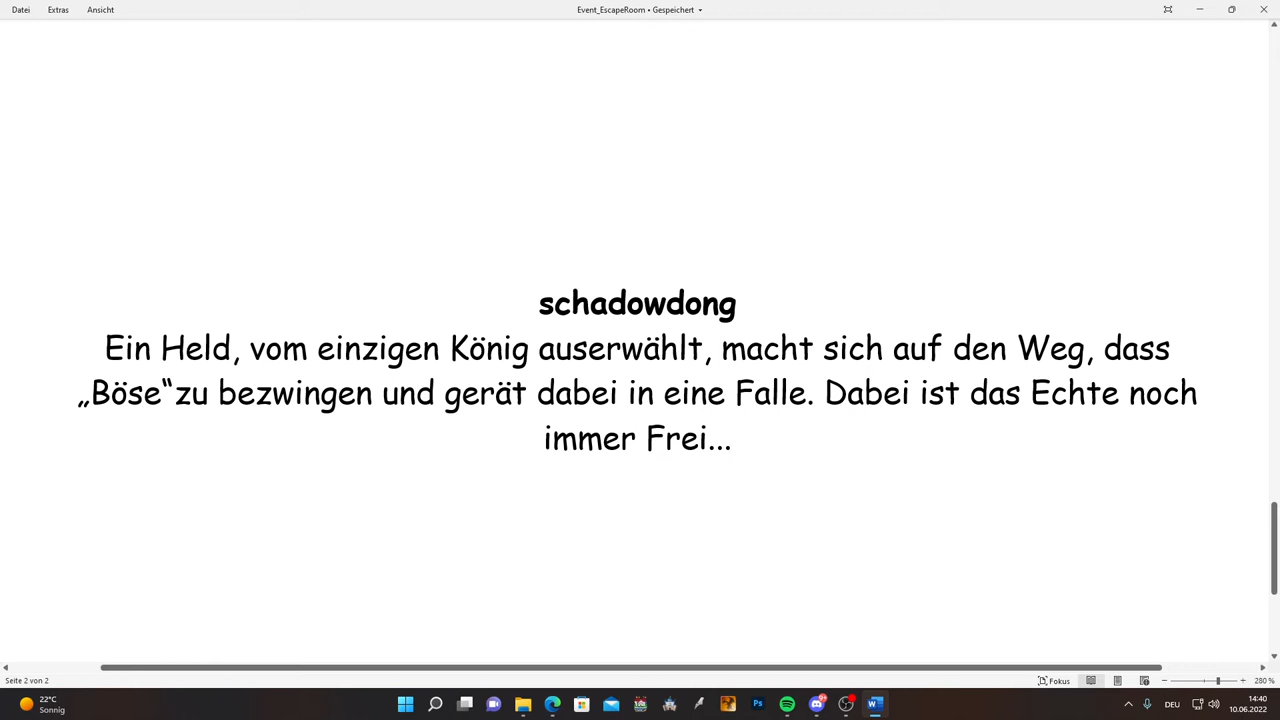 Datei Extras Ansicht Event_EscapeRoom • Gespeichert
schadowdong
Ein Held, vom einzigen König auserwählt, macht sich auf den Weg, dass
„Böse“zu bezwingen und gerät dabei in eine Falle. Dabei ist das Echte noch
immer Frei...
Seite 2 von 2 Fokus 280 %
22°C
Sonnig
Ps
DEU
14:40
10.06.2022